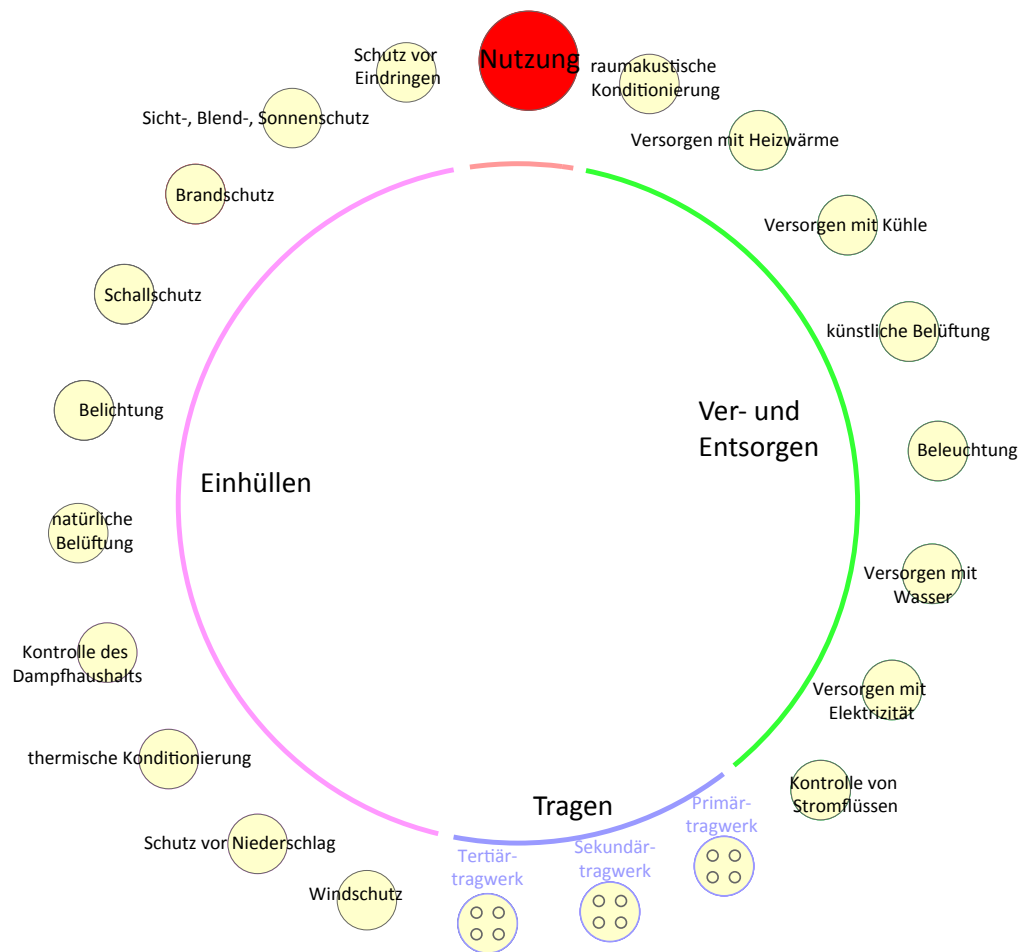 Nutzung
raumakustische
Konditionierung
Versorgen mit Heizwärme
Versorgen mit Kühle
künstliche Belüftung
Beleuchtung
Versorgen mit
Wasser
Versorgen mit
Elektrizität
Kontrolle von
Stromflüssen
Primär-
tragwerk
Sekundär-
tragwerk
Tertiär-
tragwerk
Windschutz
Schutz vor Niederschlag
thermische Konditionierung
Kontrolle des
Dampfhaushalts
natürliche
Belüftung
Belichtung
Schallschutz
Brandschutz
Sicht-, Blend-, Sonnenschutz
Schutz vor
Eindringen
Ver- und
Entsorgen
Einhüllen
Tragen